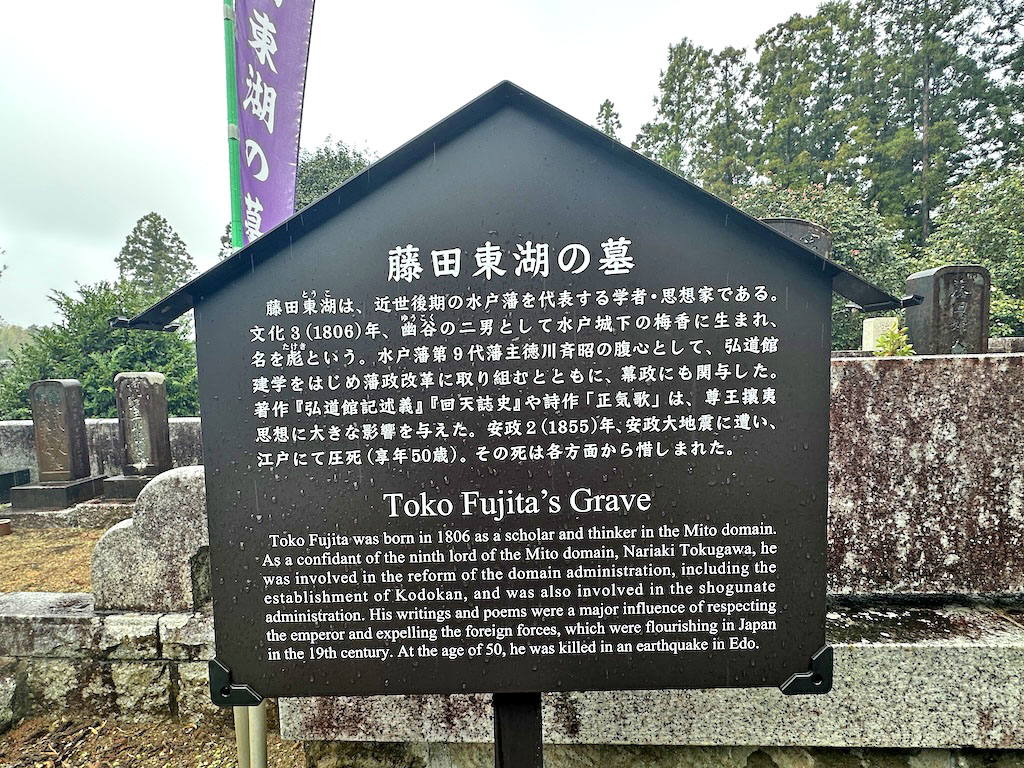 東湖の墓
藤田東湖の墓
とうこ
藤田東湖は、近世後期の水戸藩を代表する学者・思想家である。
ゆうこく
文化3(1806)年、幽谷の二男として水戸城下の梅香に生まれ、
たけき
名を彪という。水戸藩第9代藩主徳川斉昭の腹心として、弘道館
建学をはじめ藩政改革に取り組むとともに、幕政にも関与した。
著作『弘道館記述義』『回天誌史』や詩作「正気歌」は、尊王攘夷
思想に大きな影響を与えた。安政2(1855)年、安政大地震に遭い、
江戸にて圧死(享年50歳)。その死は各方面から惜しまれた。
Toko Fujita's Grave
Toko Fujita was born in 1806 as a scholar and thinker in the Mito domain.
As a confidant of the ninth lord of the Mito domain, Nariaki Tokugawa, he
was involved in the reform of the domain administration, including the
establishment of Kodokan, and was also involved in the shogunate
administration. His writings and poems were a major influence of respecting
the emperor and expelling the foreign forces, which were flourishing in Japan
in the 19th century. At the age of 50, he was killed in an earthquake in Edo.